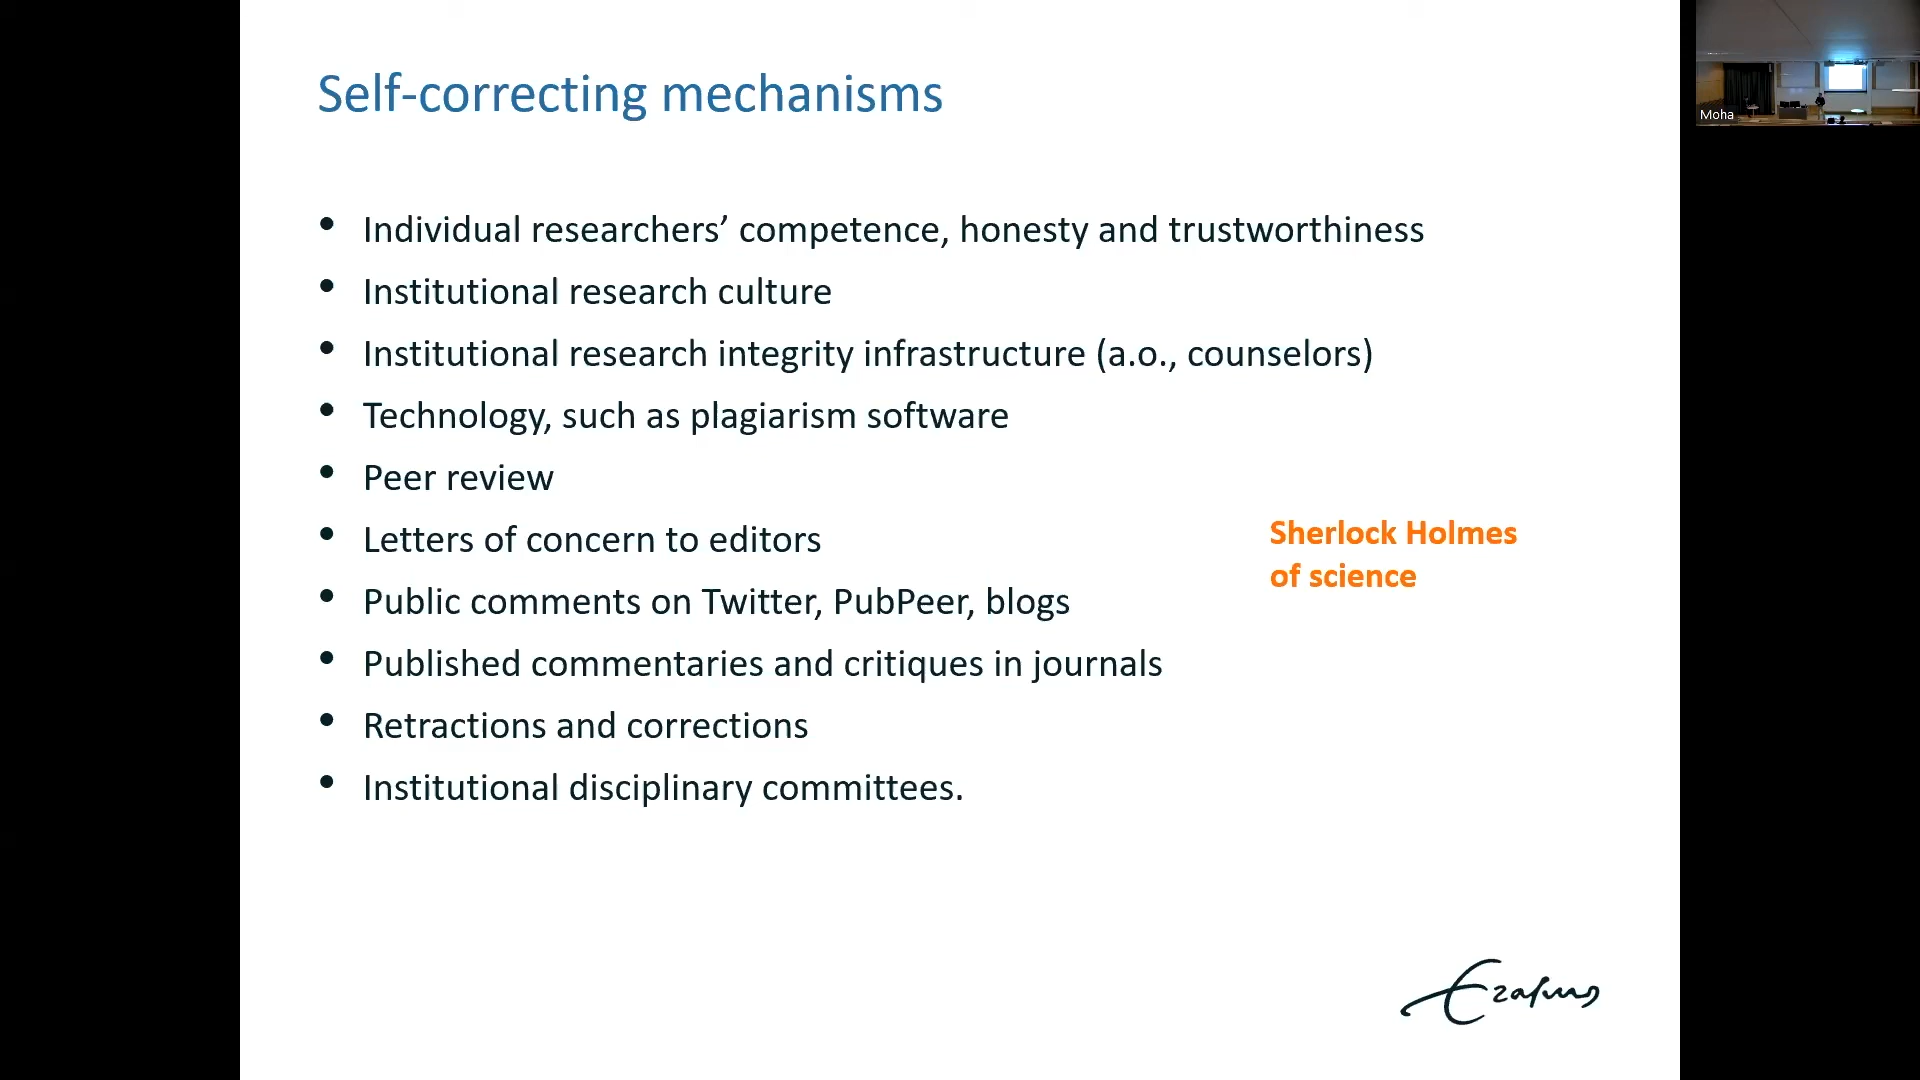 Self-correcting mechanisms
• Individual researchers’ competence, honesty and trustworthiness
• Institutional research culture
• Institutional research integrity infrastructure (a.o., counselors)
• Technology, such as plagiarism software
• Peer review
• Letters of concern to editors
• Public comments on Twitter, PubPeer, blogs
• Published commentaries and critiques in journals
• Retractions and corrections
• Institutional disciplinary committees.
Sherlock Holmes
of science
Erasmus
Moha